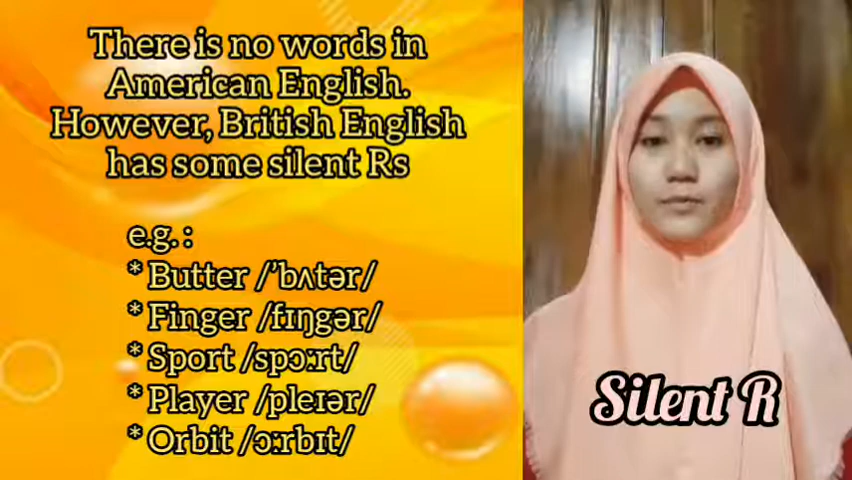 There is no words in
American English.
However, British English
has some silent Rs
e.g. :
* Butter /'bʌtər/
* Finger /fɪŋgər/
* Sport /spɔːrt/
* Player /pleɪər/
* Orbit /ɔːrbɪt/
Silent R